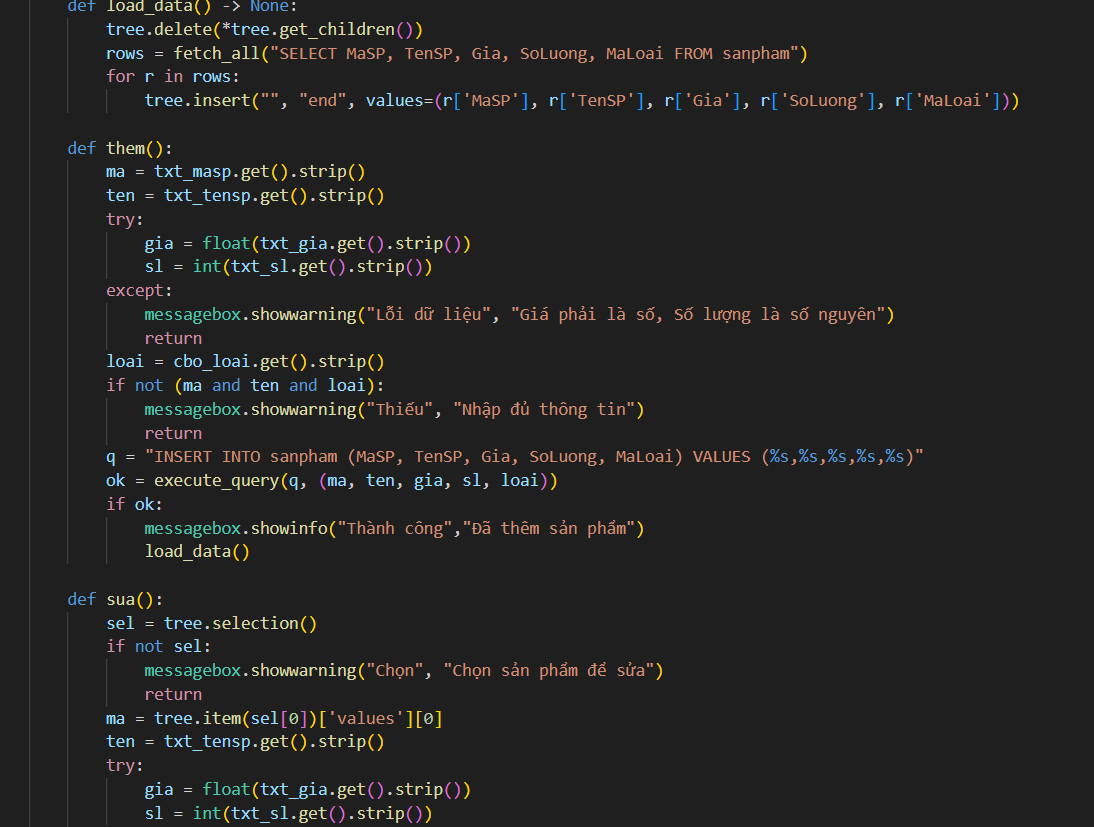 def load_data() -> None:
    tree.delete(*tree.get_children())
    rows = fetch_all("SELECT MaSP, TenSP, Gia, SoLuong, MaLoai FROM sanpham")
    for r in rows:
        tree.insert("", "end", values=(r['MaSP'], r['TenSP'], r['Gia'], r['SoLuong'], r['MaLoai']))

def them():
    ma = txt_masp.get().strip()
    ten = txt_tensp.get().strip()
    try:
        gia = float(txt_gia.get().strip())
        sl = int(txt_sl.get().strip())
    except:
        messagebox.showwarning("Lỗi dữ liệu", "Giá phải là số, Số lượng là số nguyên")
        return
    loai = cbo_loai.get().strip()
    if not (ma and ten and loai):
        messagebox.showwarning("Thiếu", "Nhập đủ thông tin")
        return
    q = "INSERT INTO sanpham (MaSP, TenSP, Gia, SoLuong, MaLoai) VALUES (%s,%s,%s,%s,%s)"
    ok = execute_query(q, (ma, ten, gia, sl, loai))
    if ok:
        messagebox.showinfo("Thành công","Đã thêm sản phẩm")
        load_data()

def sua():
    sel = tree.selection()
    if not sel:
        messagebox.showwarning("Chọn", "Chọn sản phẩm để sửa")
        return
    ma = tree.item(sel[0])['values'][0]
    ten = txt_tensp.get().strip()
    try:
        gia = float(txt_gia.get().strip())
        sl = int(txt_sl.get().strip())